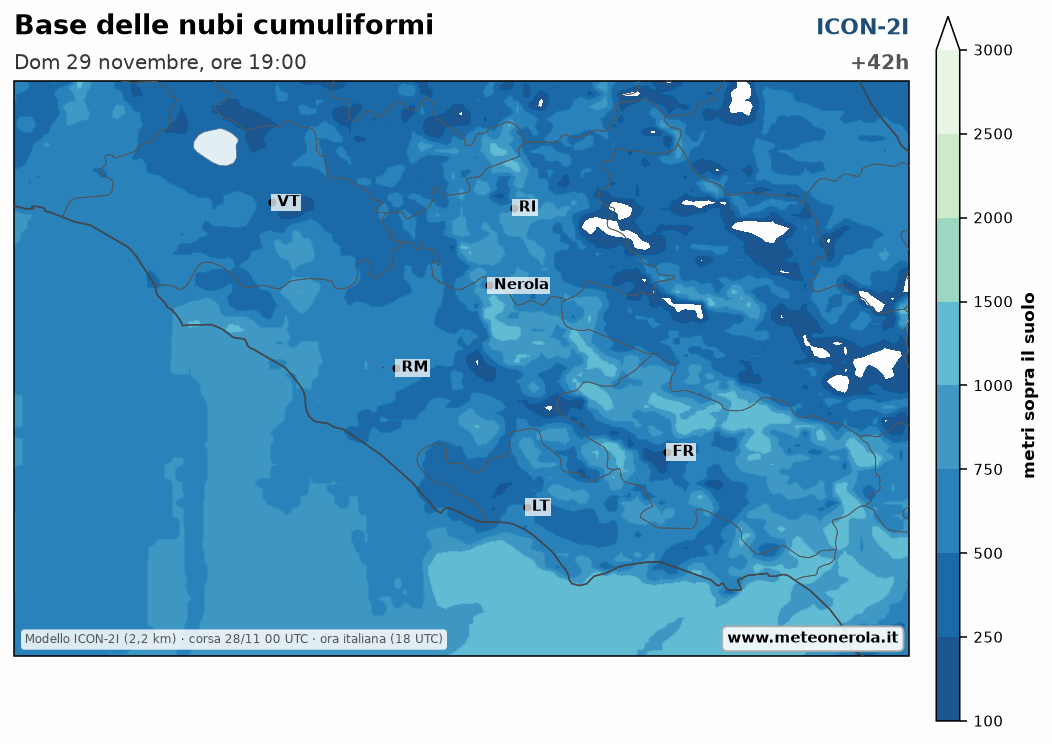 Base delle nubi cumuliformi
ICON-2I
Dom 29 novembre, ore 19:00
+42h
3000
2500
2000
1500
1000
750
500
250
100
metri sopra il suolo
VT
RI
Nerola
RM
FR
LT
Modello ICON-2I (2,2 km) · corsa 28/11 00 UTC · ora italiana (18 UTC)
www.meteonerola.it